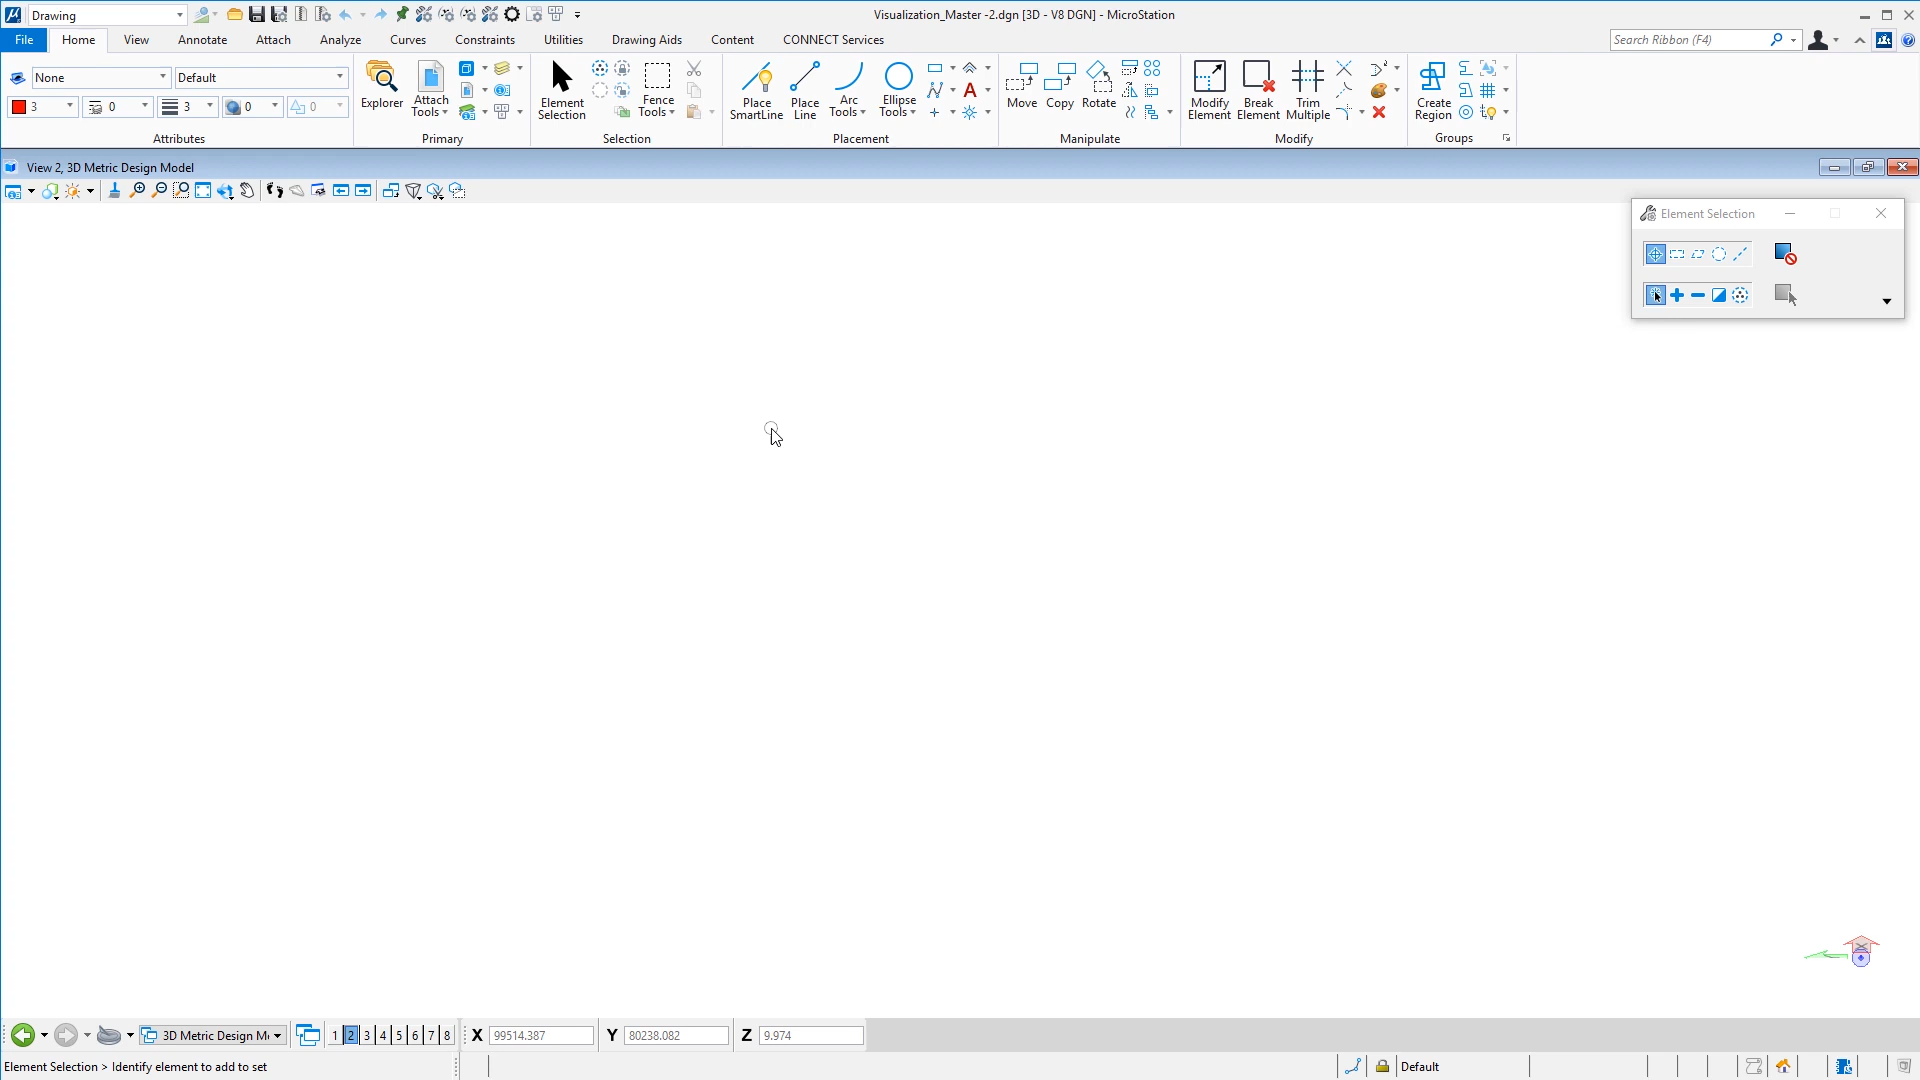 Drawing
Visualization_Master -2.dgn [3D - V8 DGN] - MicroStation
File Home View Annotate Attach Analyze Curves Constraints Utilities Drawing Aids Content CONNECT Services
Search Ribbon (F4)
None Default
3 0 3 0 0
Explorer
Attach Tools
Element Selection
Fence Tools
Place SmartLine
Place Line
Arc Tools
Ellipse Tools
Move Copy Rotate
Modify Element
Break Element
Trim Multiple
Create Region
Attributes Primary Selection Placement Manipulate Modify Groups
View 2, 3D Metric Design Model
Element Selection
3D Metric Design M
1 2 3 4 5 6 7 8
X 99514.387 Y 80238.082 Z 9.974
Element Selection > Identify element to add to set
Default